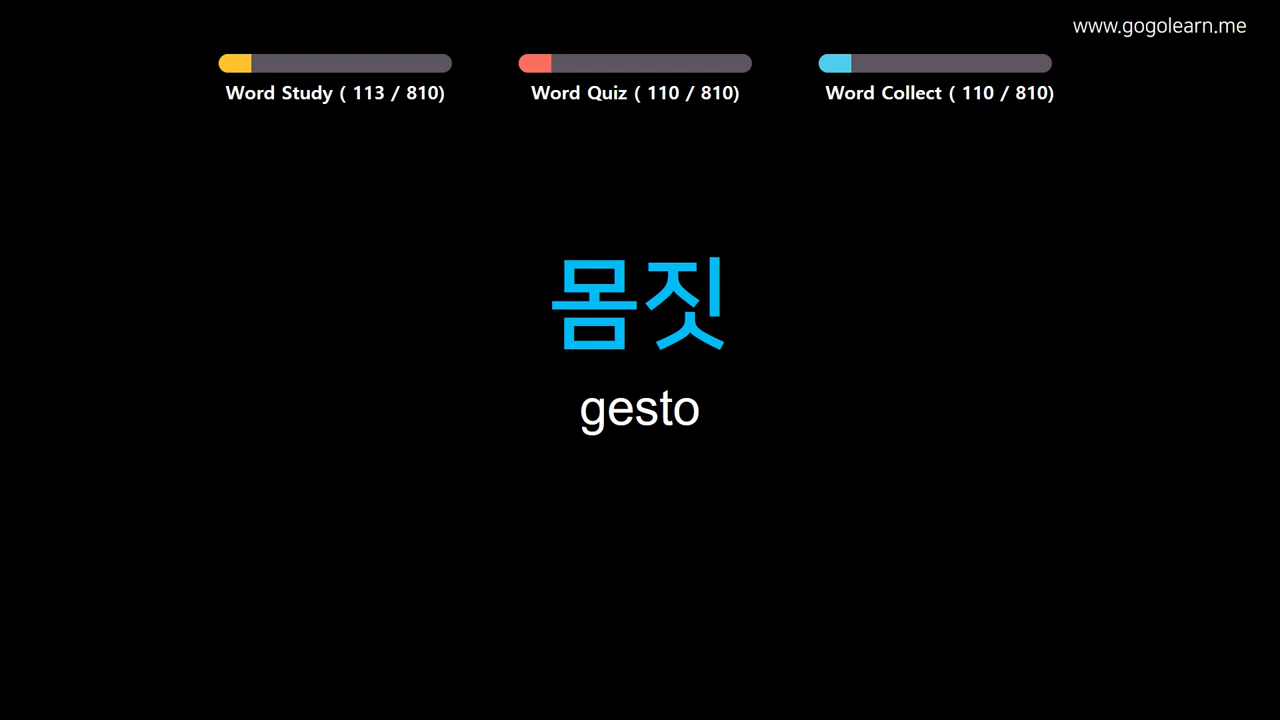 www.gogolearn.me
Word Study ( 113 / 810)
Word Quiz ( 110 / 810)
Word Collect ( 110 / 810)
몸짓
gesto